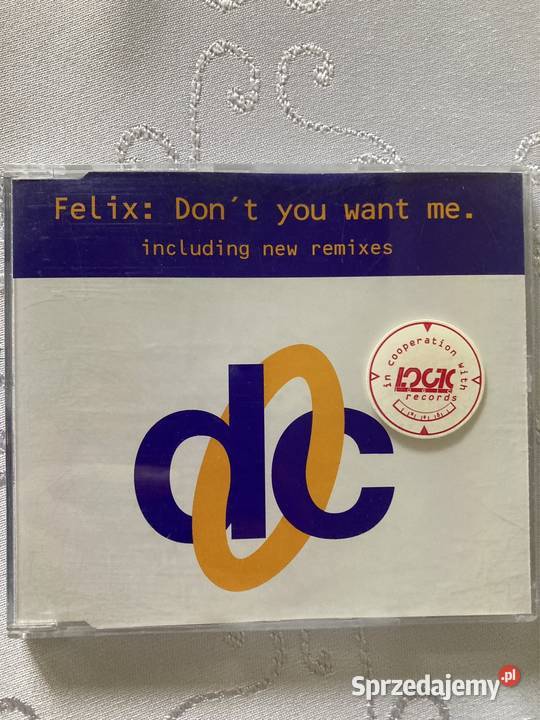 Felix: Don´t you want me.
including new remixes
in cooperation with
LOGIC
records
dc
Sprzedajemy.pl